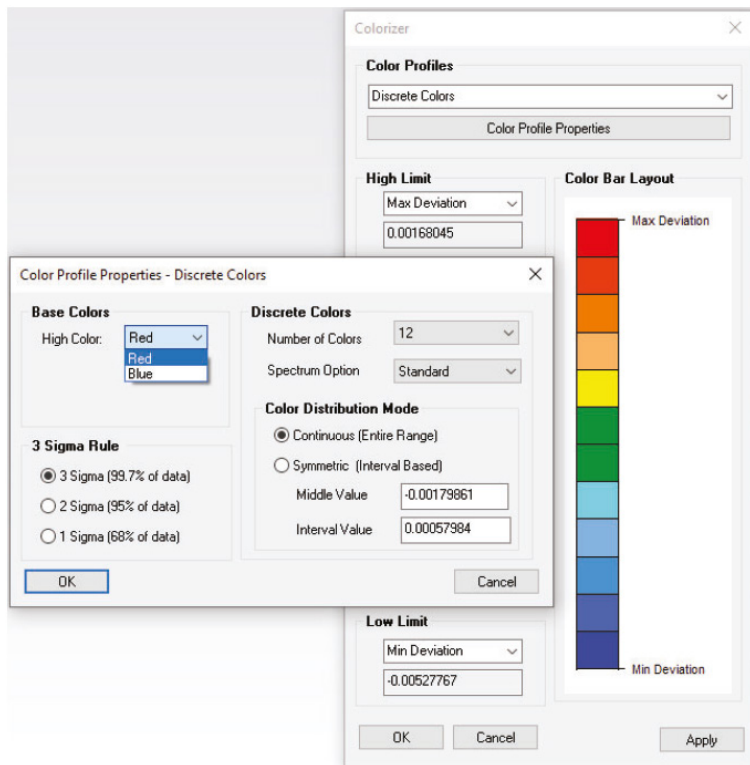 Colorizer
Color Profiles
Discrete Colors
Color Profile Properties
High Limit
Max Deviation
0.00168045
Color Bar Layout
Max Deviation
Min Deviation
Color Profile Properties - Discrete Colors
Base Colors
High Color: Red
Red
Blue
3 Sigma Rule
3 Sigma (99.7% of data)
2 Sigma (95% of data)
1 Sigma (68% of data)
Discrete Colors
Number of Colors 12
Spectrum Option Standard
Color Distribution Mode
Continuous (Entire Range)
Symmetric (Interval Based)
Middle Value -0.00179861
Interval Value 0.00057984
OK Cancel
Low Limit
Min Deviation
-0.00527767
OK Cancel Apply